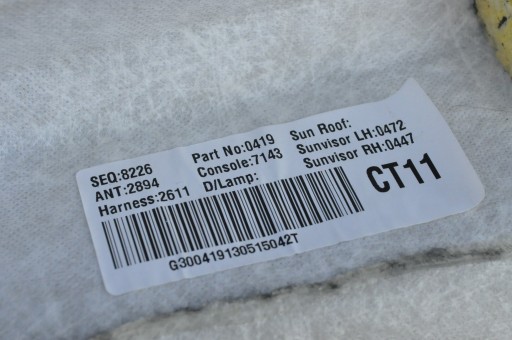 SEQ:8226 Part No:0419 Sun Roof:
ANT:2894 Console:7143 Sunvisor LH:0472
Harness:2611 D/Lamp: Sunvisor RH:0447
CT11
G300419130515042T